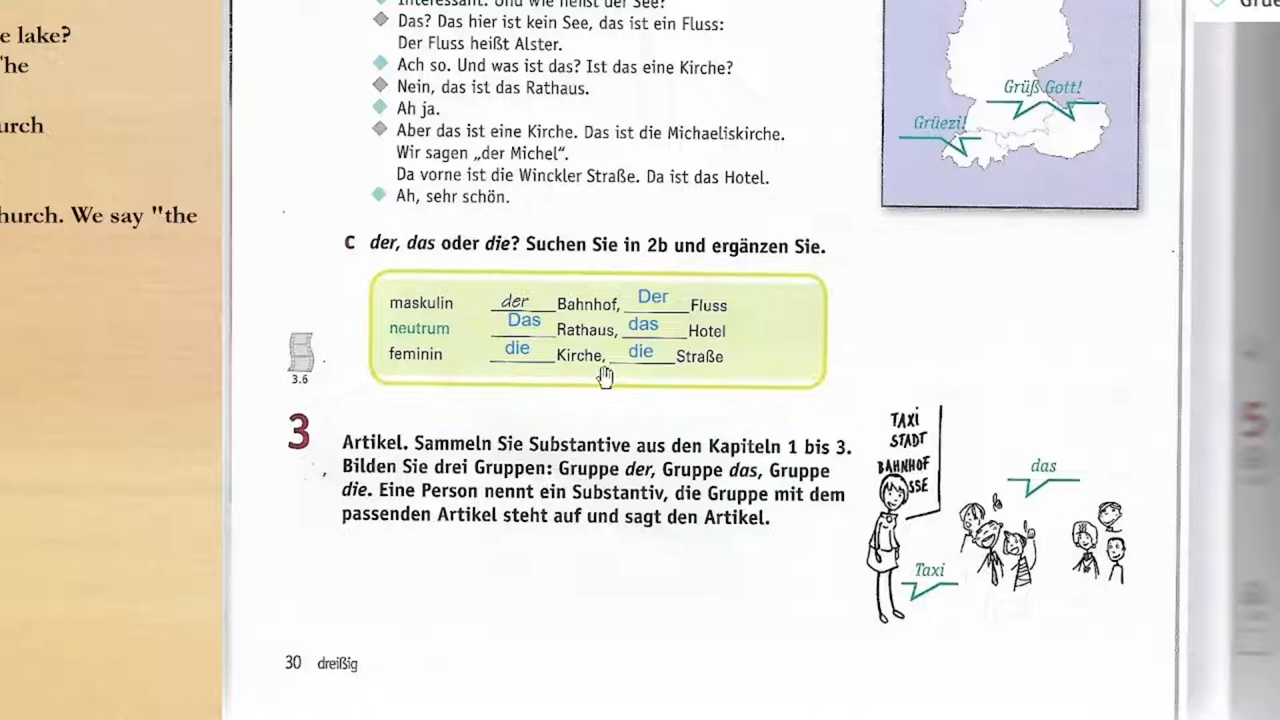 Interessant. Und wie heißt der See?
Das? Das hier ist kein See, das ist ein Fluss:
Der Fluss heißt Alster.
Ach so. Und was ist das? Ist das eine Kirche?
Nein, das ist das Rathaus.
Ah ja.
Aber das ist eine Kirche. Das ist die Michaeliskirche.
Wir sagen „der Michel“.
Da vorne ist die Winckler Straße. Da ist das Hotel.
Ah, sehr schön.
e lake?
urch
hurch. We say "the
Grüß Gott!
Grüezi!
C der, das oder die? Suchen Sie in 2b und ergänzen Sie.
maskulin der Bahnhof, Der Fluss
neutrum Das Rathaus, das Hotel
feminin die Kirche, die Straße
3.6
3
Artikel. Sammeln Sie Substantive aus den Kapiteln 1 bis 3.
Bilden Sie drei Gruppen: Gruppe der, Gruppe das, Gruppe
die. Eine Person nennt ein Substantiv, die Gruppe mit dem
passenden Artikel steht auf und sagt den Artikel.
TAXi
STADT
BAHNHOF
SSE
das
Taxi
30 dreißig